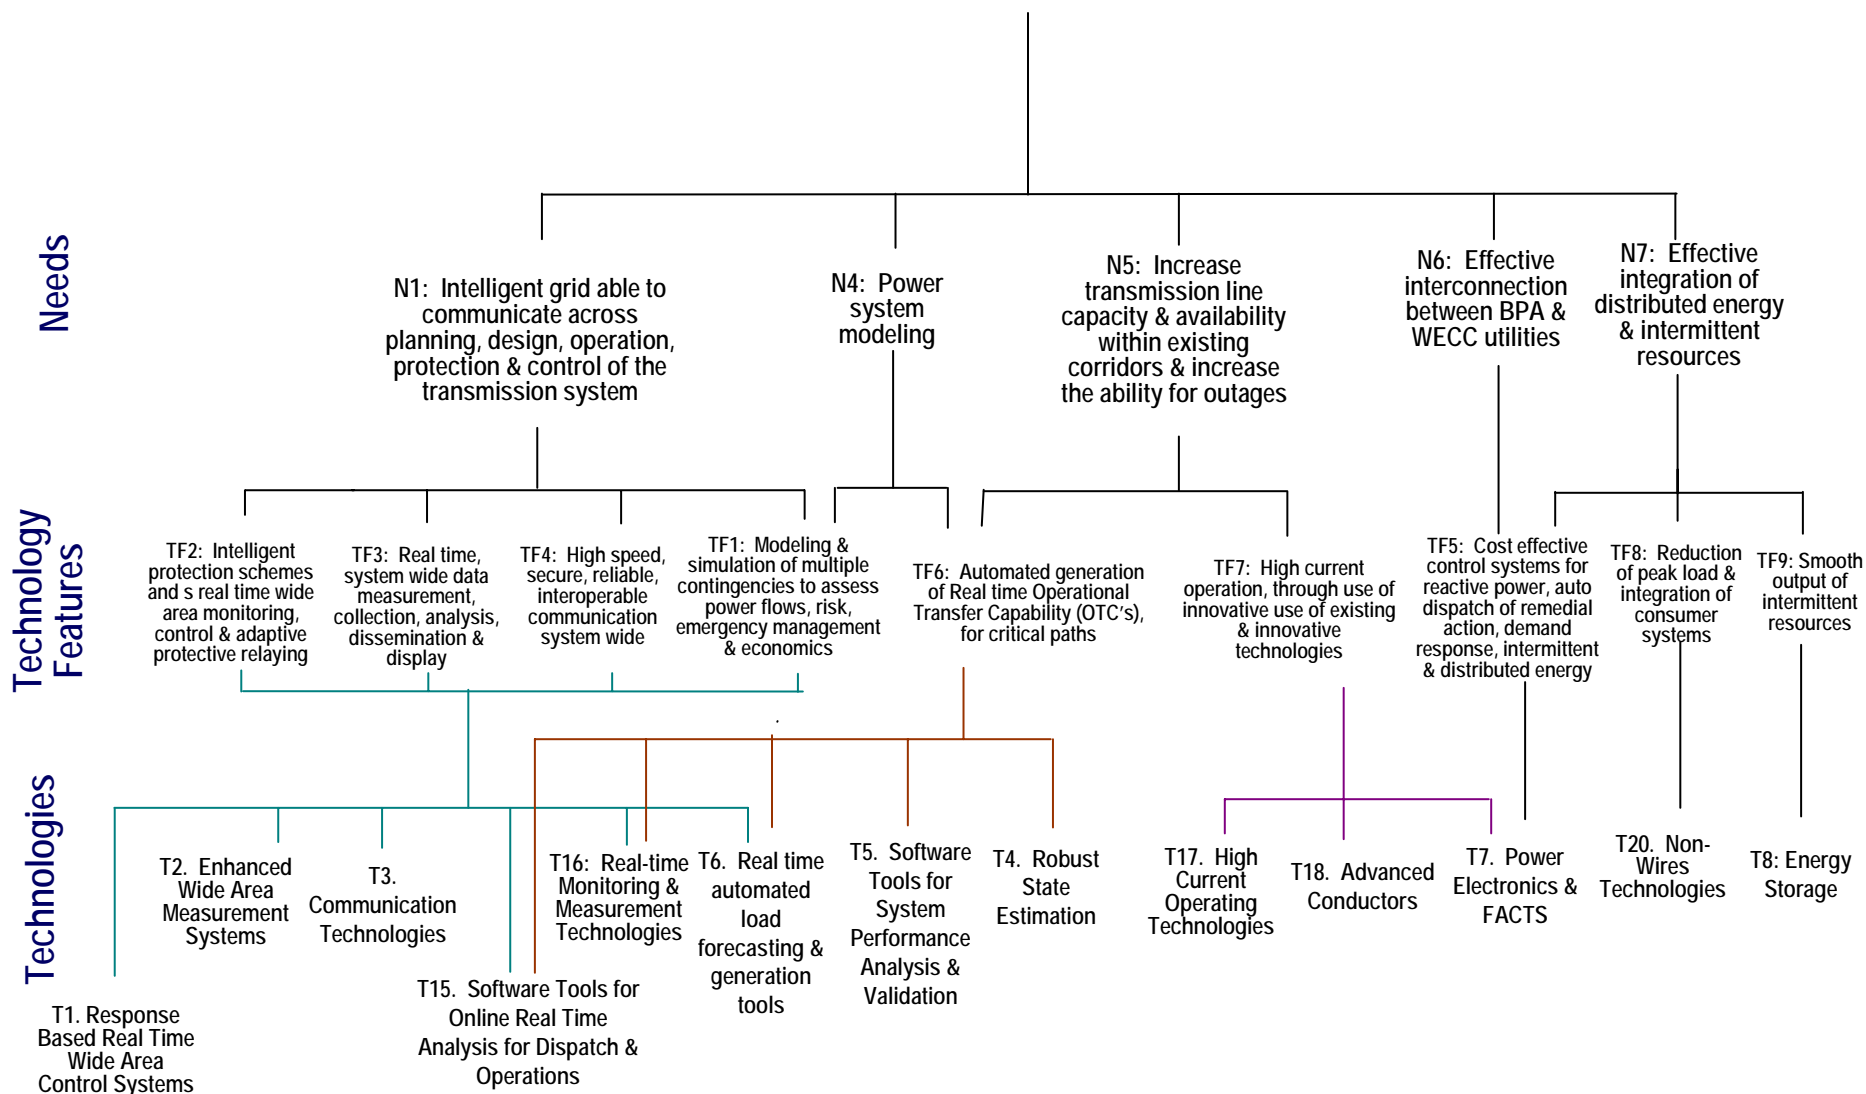 Needs
N1: Intelligent grid able to
communicate across
planning, design, operation,
protection & control of the
transmission system
N4: Power
system
modeling
N5: Increase
transmission line
capacity & availability
within existing
corridors & increase
the ability for outages
N6: Effective
interconnection
between BPA &
WECC utilities
N7: Effective
integration of
distributed energy
& intermittent
resources
Technology
Features
TF2: Intelligent
protection schemes
and s real time wide
area monitoring,
control & adaptive
protective relaying
TF3: Real time,
system wide data
measurement,
collection, analysis,
dissemination &
display
TF4: High speed,
secure, reliable,
interoperable
communication
system wide
TF1: Modeling &
simulation of multiple
contingencies to assess
power flows, risk,
emergency management
& economics
TF6: Automated generation
of Real time Operational
Transfer Capability (OTC's),
for critical paths
TF7: High current
operation, through use of
innovative use of existing
& innovative
technologies
TF5: Cost effective
control systems for
reactive power, auto
dispatch of remedial
action, demand
response, intermittent
& distributed energy
TF8: Reduction
of peak load &
integration of
consumer
systems
TF9: Smooth
output of
intermittent
resources
Technologies
T1. Response
Based Real Time
Wide Area
Control Systems
T2. Enhanced
Wide Area
Measurement
Systems
T3.
Communication
Technologies
T15. Software Tools for
Online Real Time
Analysis for Dispatch &
Operations
T16: Real-time
Monitoring &
Measurement
Technologies
T6. Real time
automated
load
forecasting &
generation
tools
T5. Software
Tools for
System
Performance
Analysis &
Validation
T4. Robust
State
Estimation
T17. High
Current
Operating
Technologies
T18. Advanced
Conductors
T7. Power
Electronics &
FACTS
T20. Non-
Wires
Technologies
T8: Energy
Storage